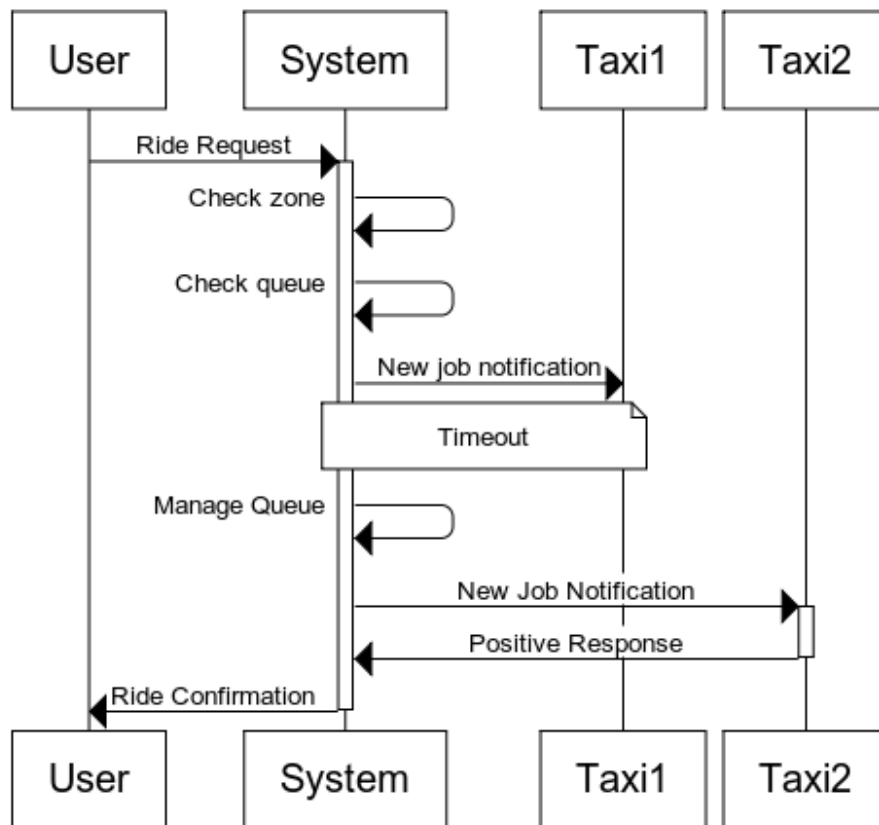 User System Taxi1 Taxi2
Ride Request
Check zone
Check queue
New job notification
Timeout
Manage Queue
New Job Notification
Positive Response
Ride Confirmation
User System Taxi1 Taxi2